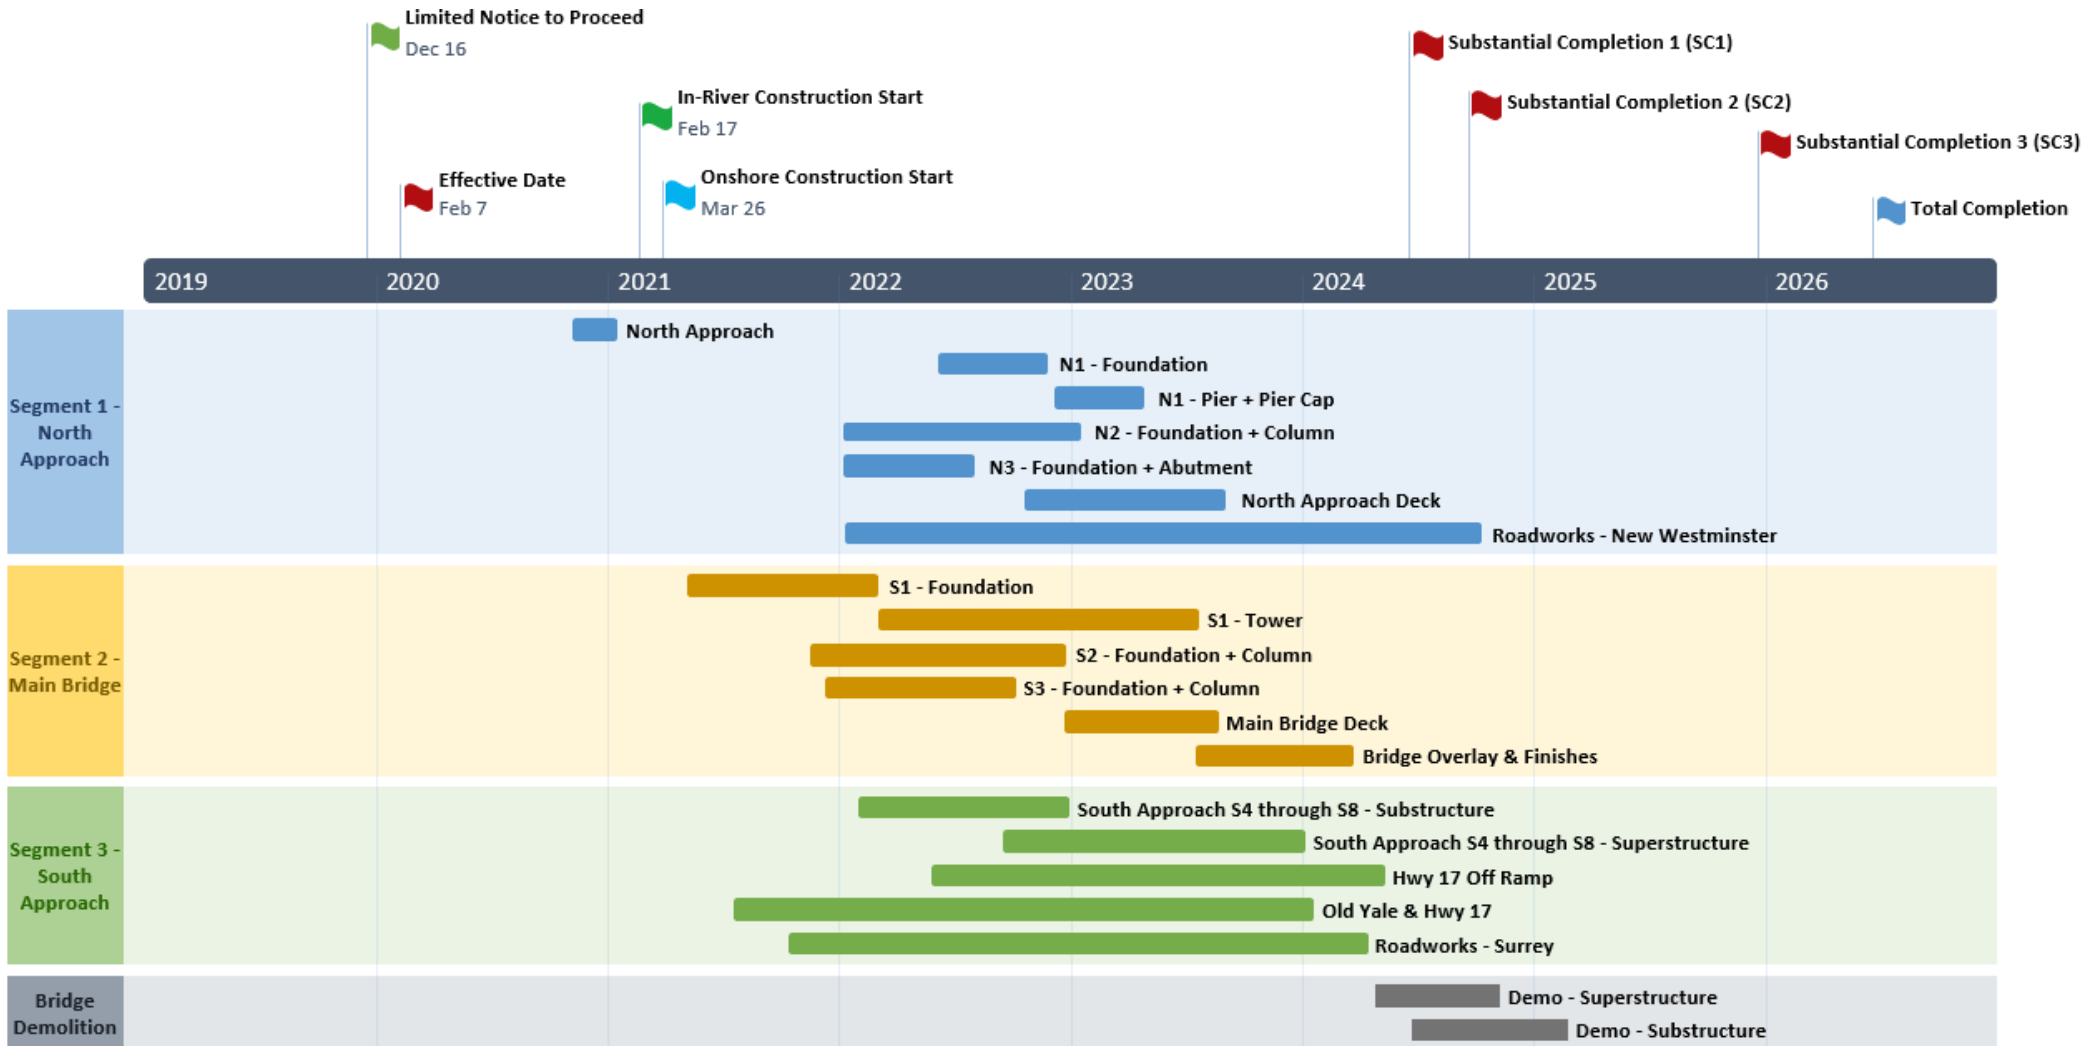 Limited Notice to Proceed
Dec 16
Substantial Completion 1 (SC1)
In-River Construction Start
Feb 17
Substantial Completion 2 (SC2)
Substantial Completion 3 (SC3)
Effective Date
Feb 7
Onshore Construction Start
Mar 26
Total Completion
2019 2020 2021 2022 2023 2024 2025 2026
Segment 1 -
North
Approach
North Approach
N1 - Foundation
N1 - Pier + Pier Cap
N2 - Foundation + Column
N3 - Foundation + Abutment
North Approach Deck
Roadworks - New Westminster
Segment 2 -
Main Bridge
S1 - Foundation
S1 - Tower
S2 - Foundation + Column
S3 - Foundation + Column
Main Bridge Deck
Bridge Overlay & Finishes
Segment 3 -
South
Approach
South Approach S4 through S8 - Substructure
South Approach S4 through S8 - Superstructure
Hwy 17 Off Ramp
Old Yale & Hwy 17
Roadworks - Surrey
Bridge
Demolition
Demo - Superstructure
Demo - Substructure